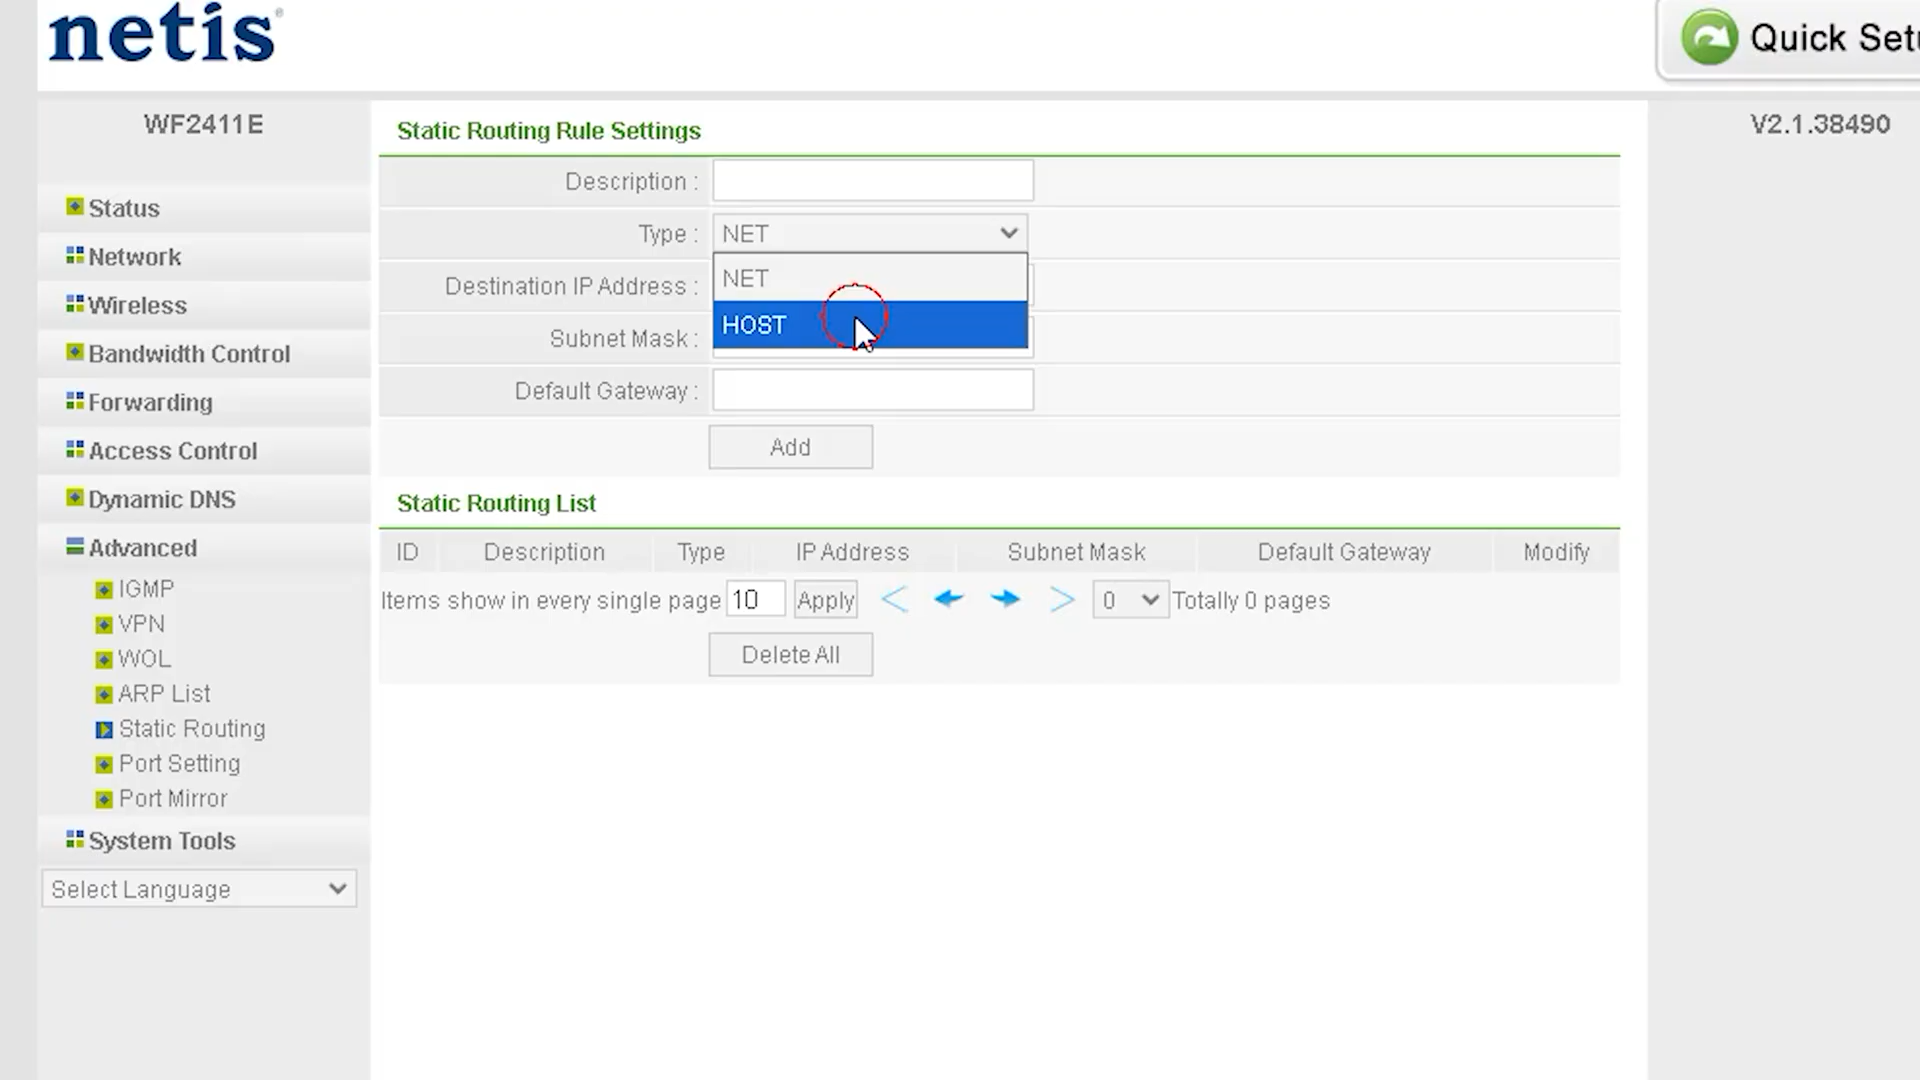 netis®
Quick Setu
WF2411E
V2.1.38490
Status
Network
Wireless
Bandwidth Control
Forwarding
Access Control
Dynamic DNS
Advanced
IGMP
VPN
WOL
ARP List
Static Routing
Port Setting
Port Mirror
System Tools
Select Language
Static Routing Rule Settings
Description :
Type : NET
NET
HOST
Destination IP Address :
Subnet Mask :
Default Gateway :
Add
Static Routing List
ID Description Type IP Address Subnet Mask Default Gateway Modify
Items show in every single page 10 Apply 0 Totally 0 pages
Delete All